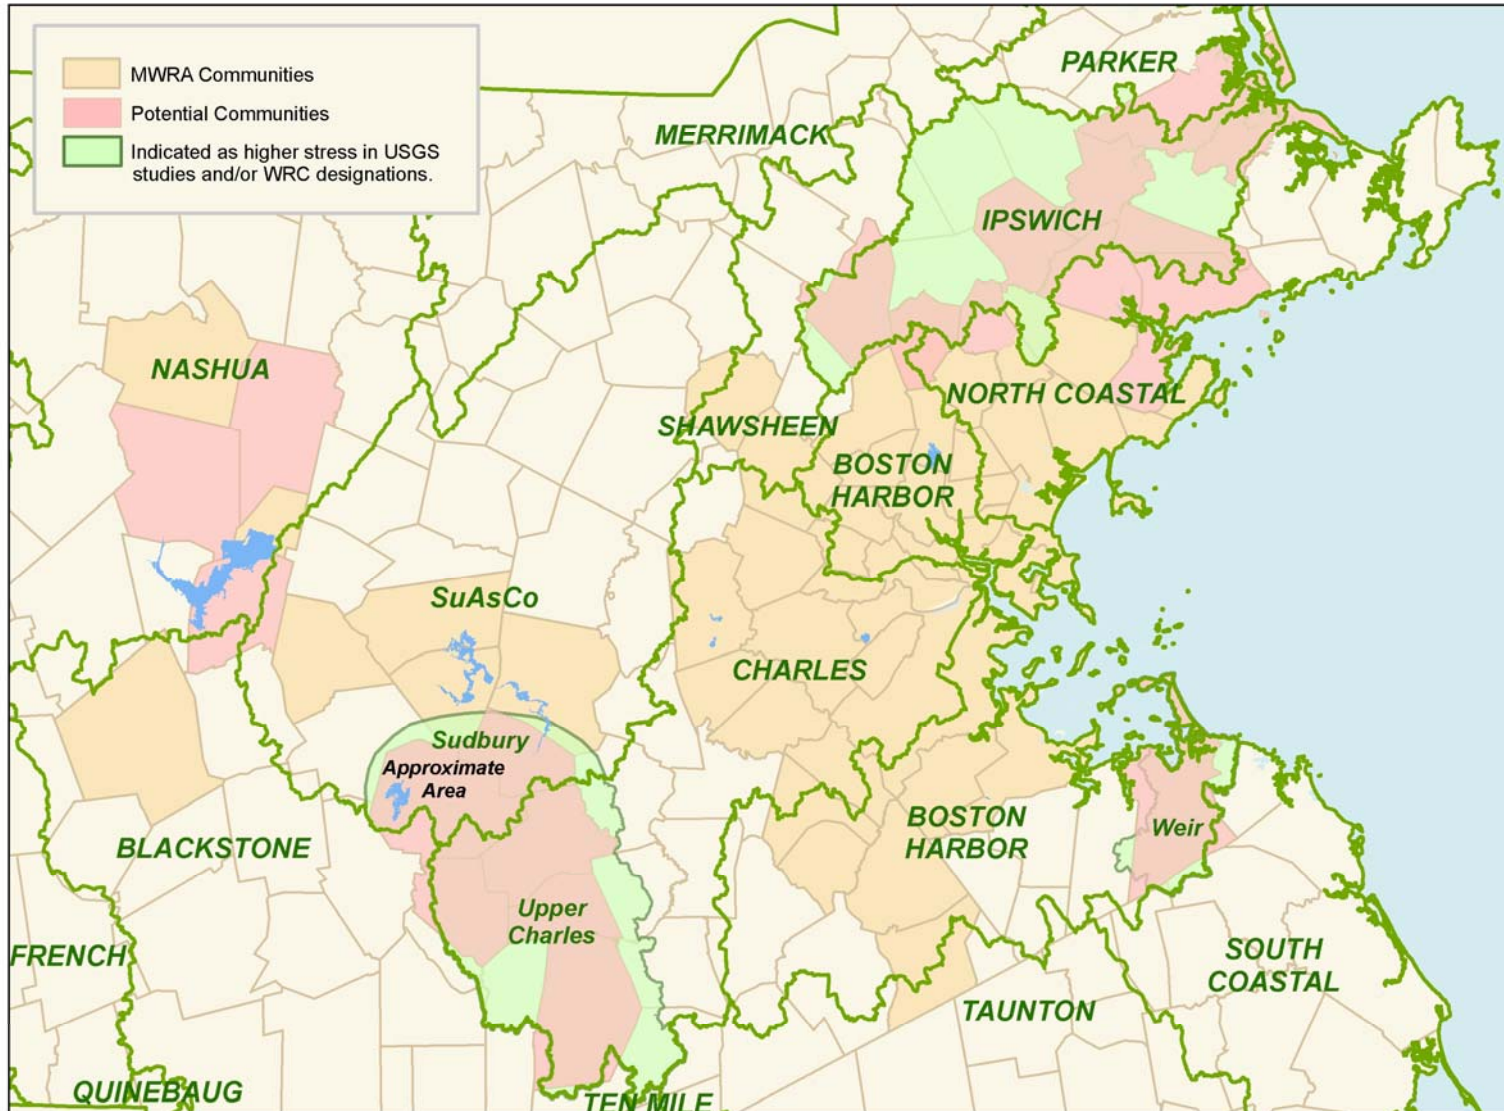 MWRA Communities
Potential Communities
Indicated as higher stress in USGS
studies and/or WRC designations.
PARKER
MERRIMACK
IPSWICH
NASHUA
NORTH COASTAL
SHAWSHEEN
BOSTON
HARBOR
SuAsCo
CHARLES
Sudbury
Approximate
Area
BLACKSTONE
BOSTON
HARBOR
Weir
Upper
Charles
FRENCH
SOUTH
COASTAL
TAUNTON
QUINEBAUG
TEN MILE